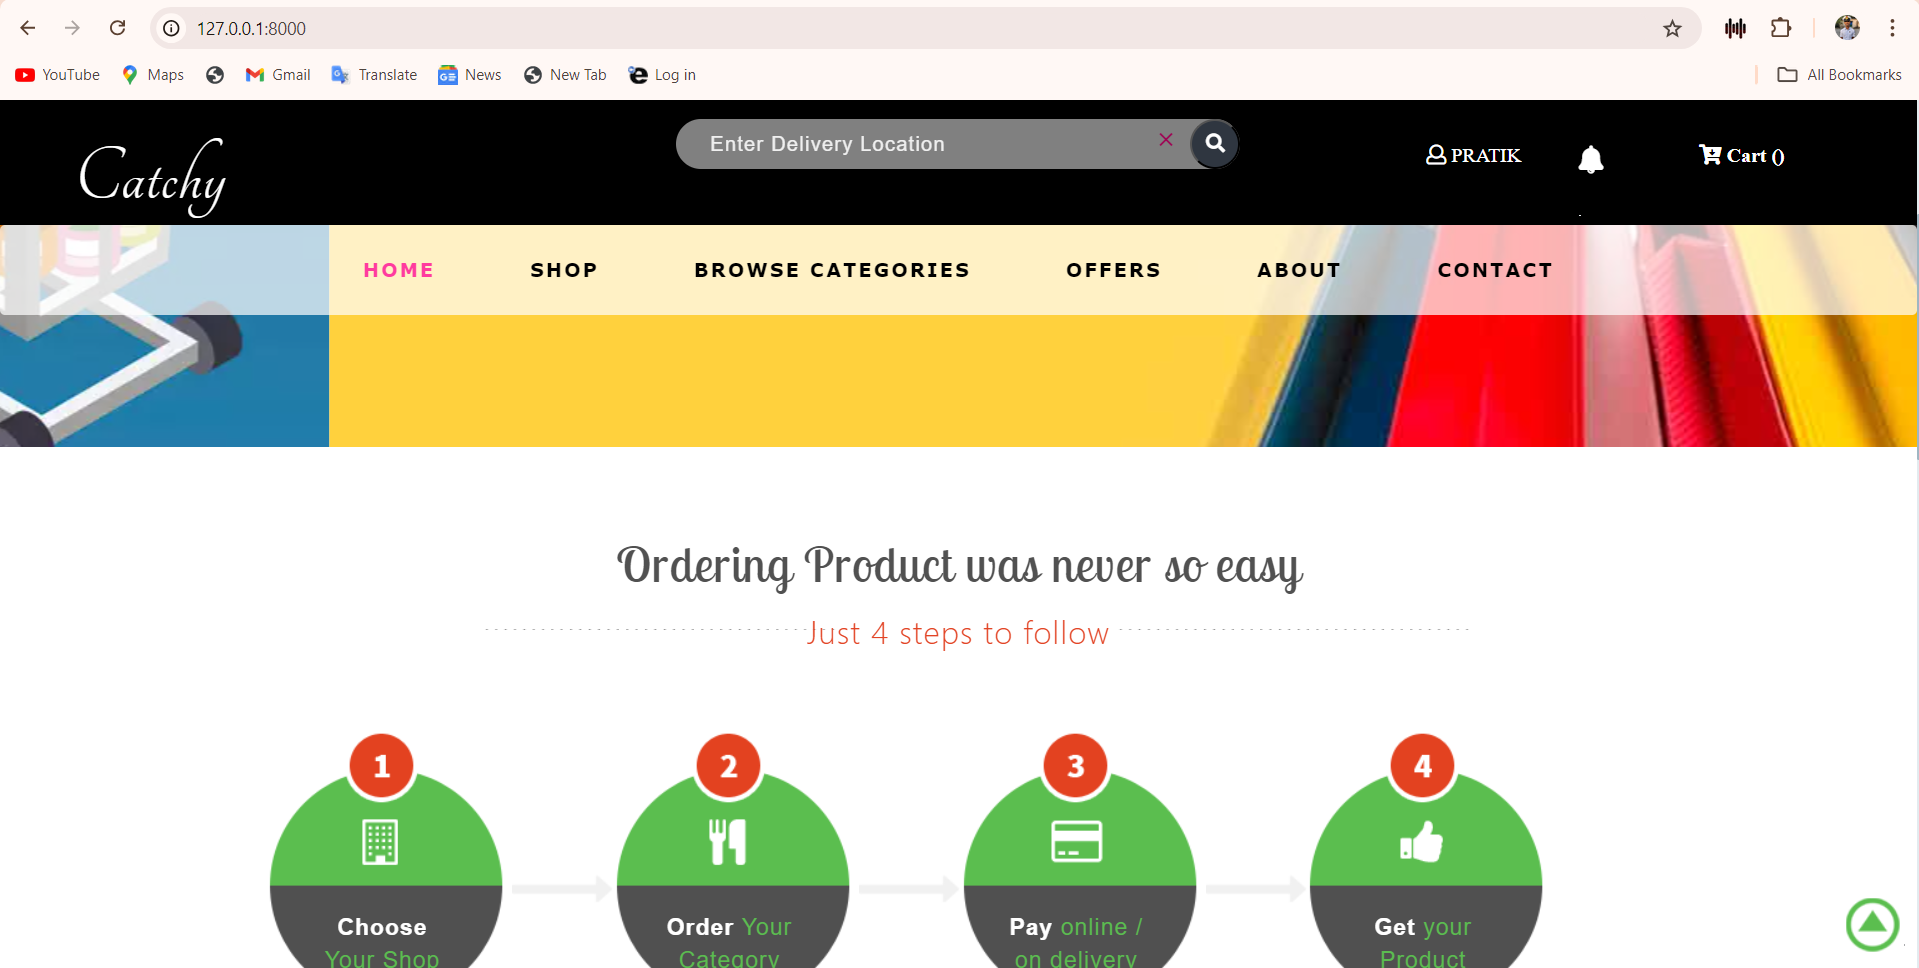 127.0.0.1:8000
YouTube Maps Gmail Translate News New Tab Log in All Bookmarks
Catchy
Enter Delivery Location
PRATIK
Cart ()
HOME SHOP BROWSE CATEGORIES OFFERS ABOUT CONTACT
Ordering Product was never so easy
Just 4 steps to follow
1
Choose
Your Shop
2
Order Your
Category
3
Pay online /
on delivery
4
Get your
Product